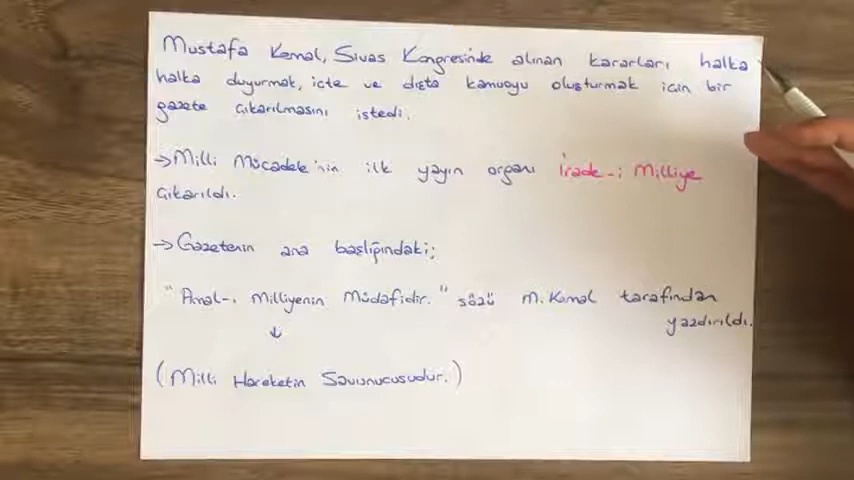 Mustafa Kemal, Sivas Kongresinde alınan kararları halka
halka duyurmak, içte ve dışta kamuoyu oluşturmak için bir
gazete çıkarılmasını istedi.
→ Milli Mücadele'nin ilk yayın organı İrade-i Milliye
çıkarıldı.
→ Gazetenin ana başlığındaki;
"Amal-ı Milliyenin Müdafidir." sözü M. Kemal tarafından
yazdırıldı.
↓
(Milli Hareketin Savunucusudur.)